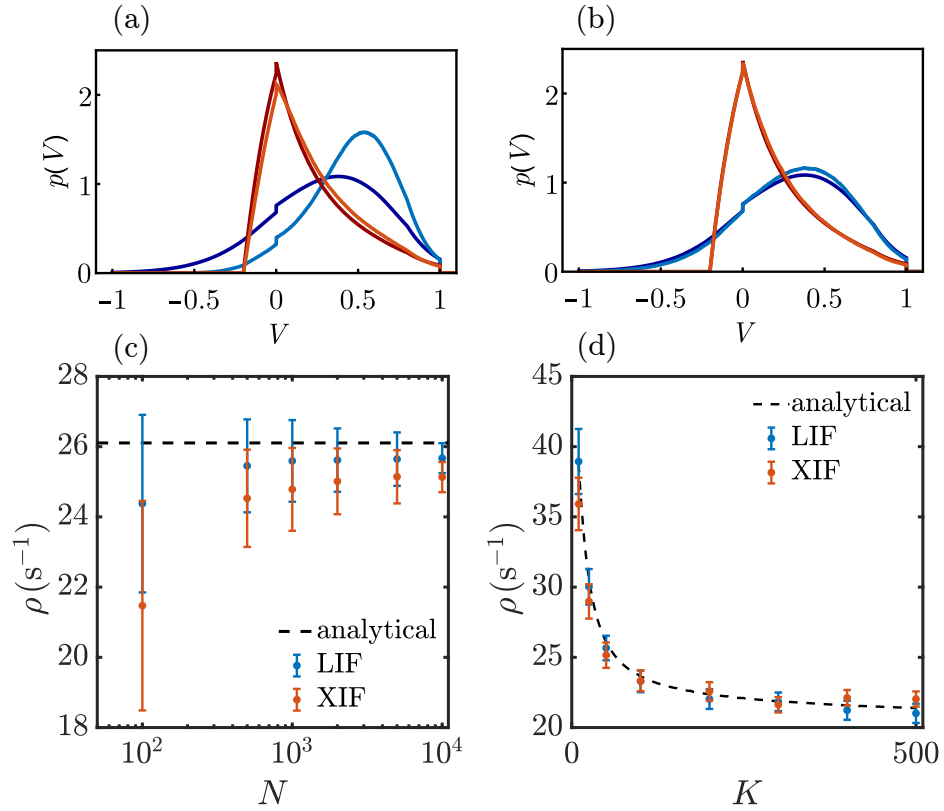 (a)
2
1
0
p(V)
−1
−0.5
0
0.5
1
V
(b)
2
1
0
p(V)
−1
−0.5
0
0.5
1
V
(c)
28
26
24
22
20
18
ρ (s⁻¹)
analytical
LIF
XIF
10²
10³
10⁴
N
(d)
45
40
35
30
25
20
ρ (s⁻¹)
analytical
LIF
XIF
0
500
K